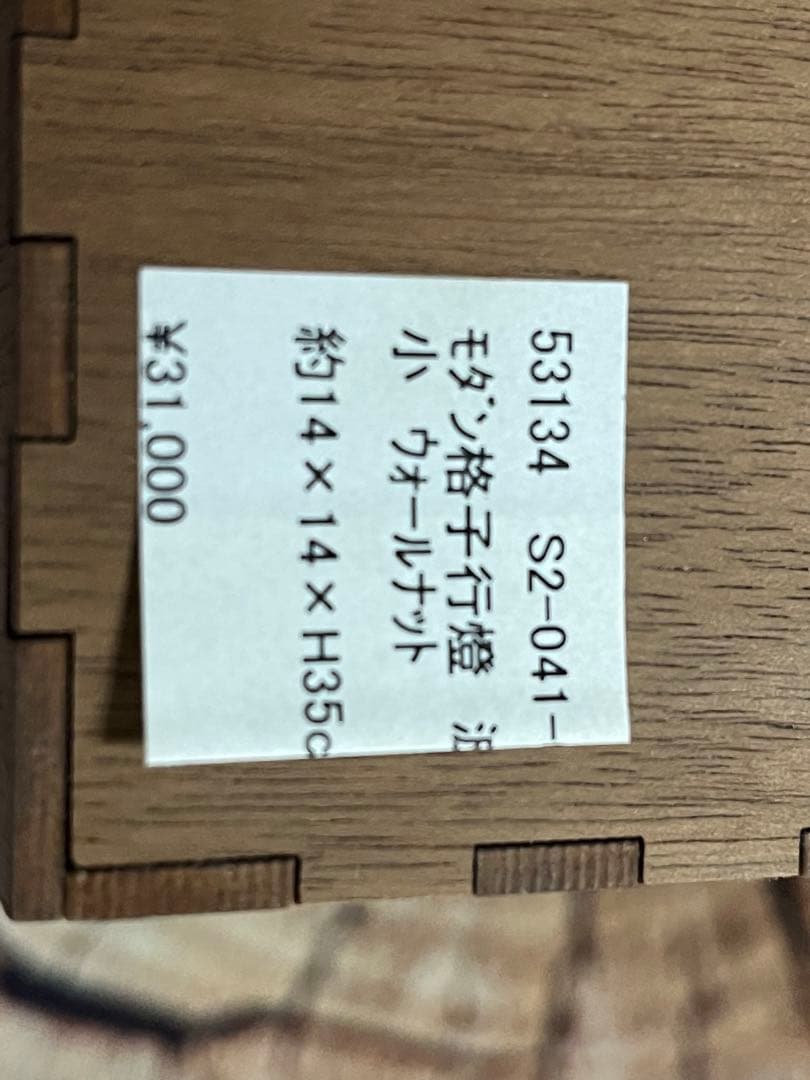 53134 S2-041-
ﾓﾀﾞﾝ格子行燈
小 ｳｫｰﾙﾅｯﾄ
約14×14×H35c
¥31,000